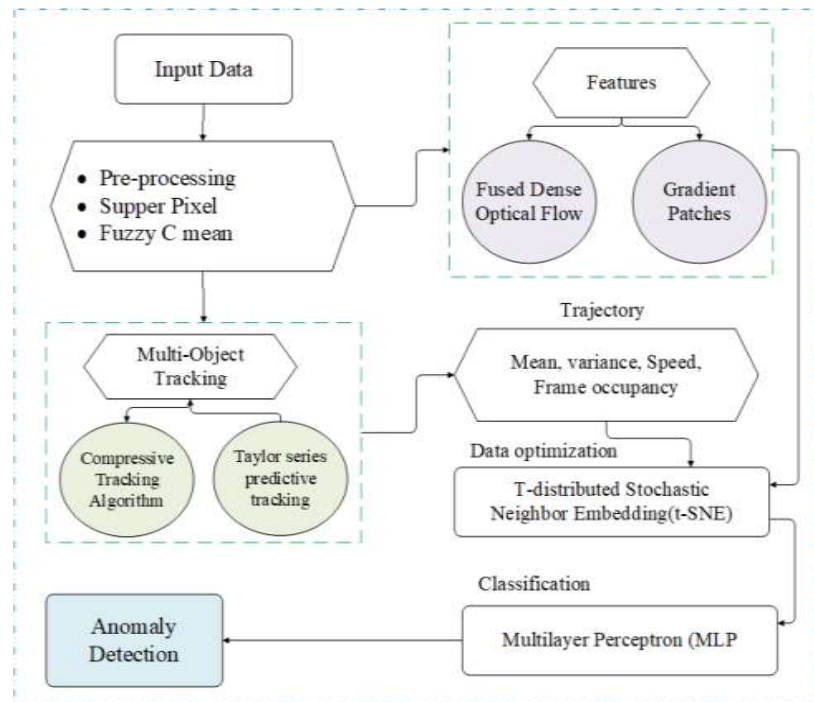 Input Data
• Pre-processing
• Supper Pixel
• Fuzzy C mean
Features
Fused Dense
Optical Flow
Gradient
Patches
Multi-Object
Tracking
Compressive
Tracking
Algorithm
Taylor series
predictive
tracking
Trajectory
Mean, variance, Speed,
Frame occupancy
Data optimization
T-distributed Stochastic
Neighbor Embedding(t-SNE)
Classification
Multilayer Perceptron (MLP
Anomaly
Detection